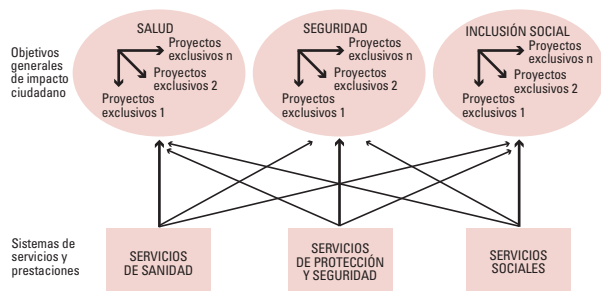 SALUD
Proyectos
exclusivos n
Proyectos
exclusivos 2
Proyectos
exclusivos 1
SEGURIDAD
Proyectos
exclusivos n
Proyectos
exclusivos 2
Proyectos
exclusivos 1
INCLUSIÓN SOCIAL
Proyectos
exclusivos n
Proyectos
exclusivos 2
Proyectos
exclusivos 1
Objetivos
generales
de impacto
ciudadano
Sistemas de
servicios y
prestaciones
SERVICIOS
DE SANIDAD
SERVICIOS
DE PROTECCIÓN
Y SEGURIDAD
SERVICIOS
SOCIALES